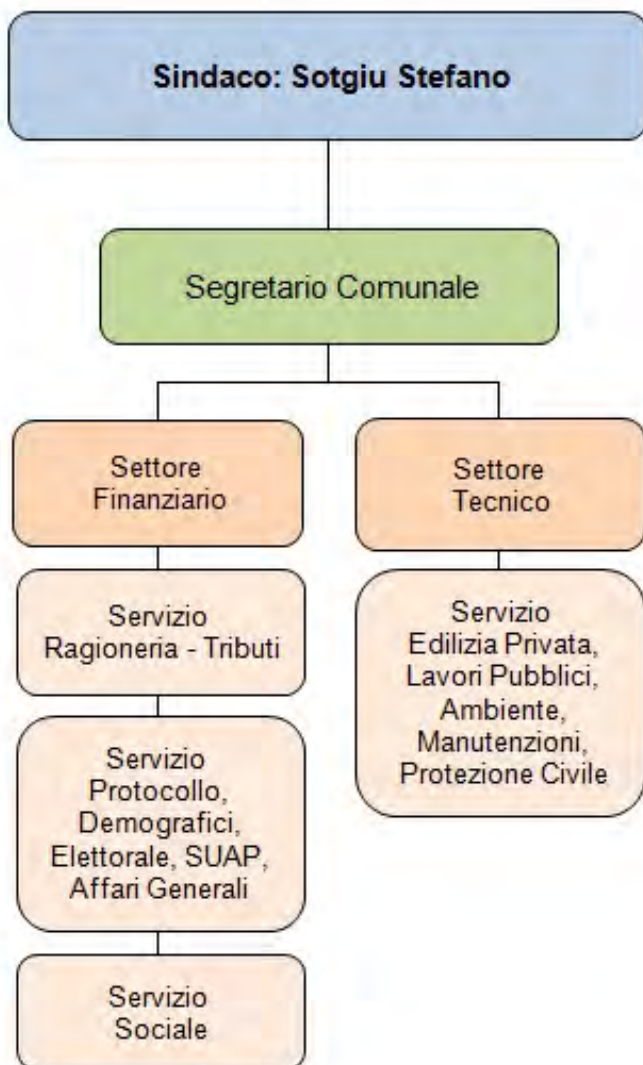 Sindaco: Sotgiu Stefano
Segretario Comunale
Settore
Finanziario
Settore
Tecnico
Servizio
Ragioneria - Tributi
Servizio
Edilizia Privata,
Lavori Pubblici,
Ambiente,
Manutenzioni,
Protezione Civile
Servizio
Protocollo,
Demografici,
Elettorale, SUAP,
Affari Generali
Servizio
Sociale